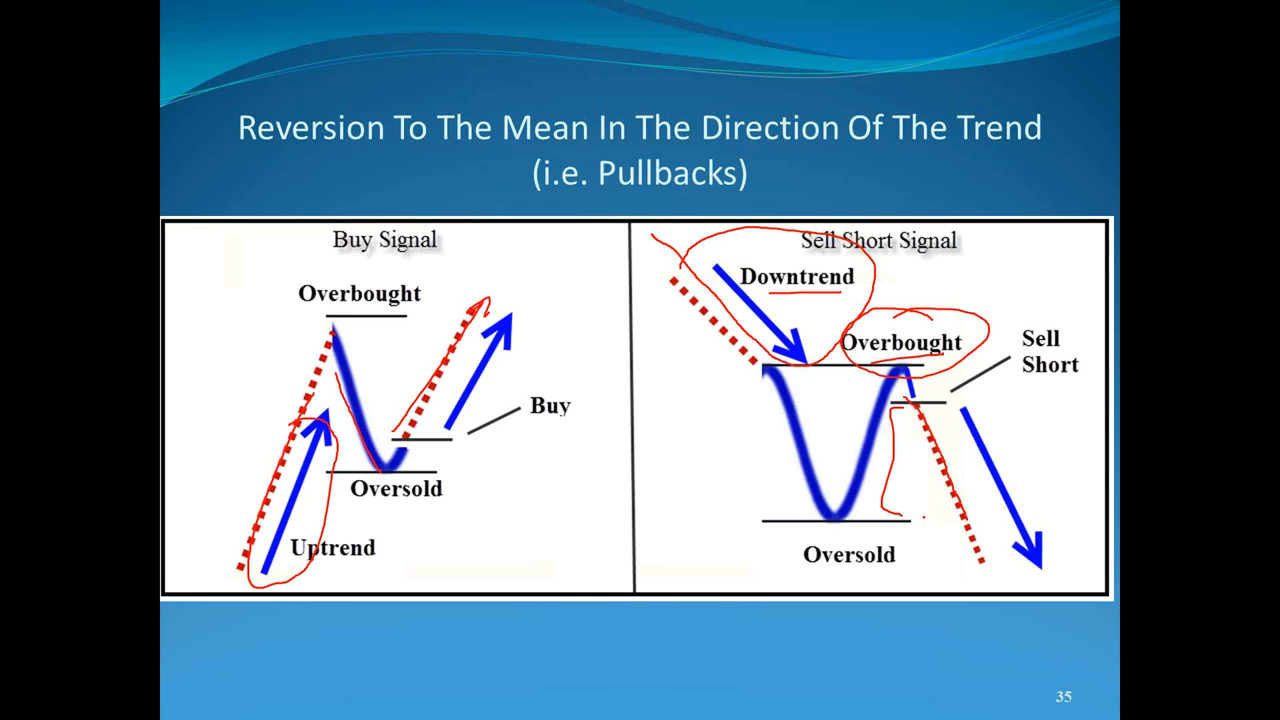 Reversion To The Mean In The Direction Of The Trend
(i.e. Pullbacks)
Buy Signal
Overbought
Buy
Oversold
Uptrend
Sell Short Signal
Downtrend
Overbought
Sell
Short
Oversold
35